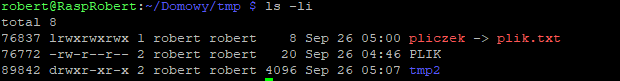 robert@RaspRobert:~/Domowy/tmp $ ls -li
total 8
76837 lrwxrwxrwx 1 robert robert    8 Sep 26 05:00 pliczek -> plik.txt
76772 -rw-r--r-- 2 robert robert   20 Sep 26 04:46 PLIK
89842 drwxr-xr-x 2 robert robert 4096 Sep 26 05:07 tmp2